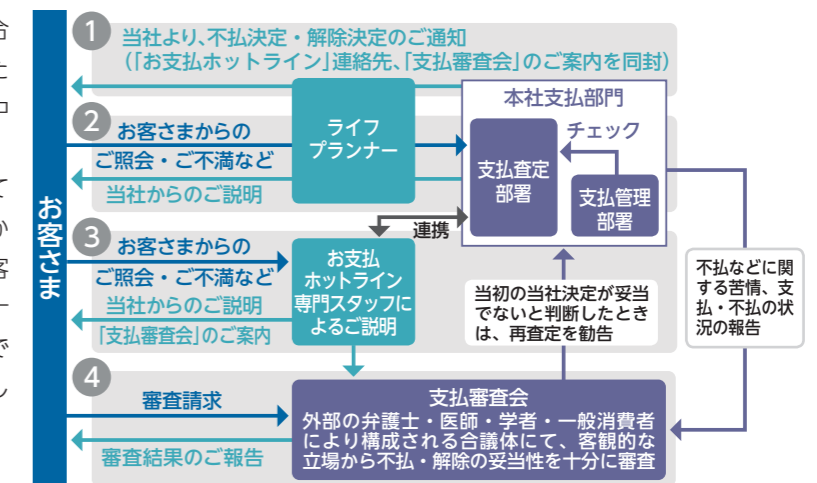 お客さま
1
当社より、不払決定・解除決定のご通知
（「お支払ホットライン」連絡先、「支払審査会」のご案内を同封）
2
お客さまからの
ご照会・ご不満など
当社からのご説明
ライフ
プランナー
本社支払部門
チェック
支払査定
部署
支払管理
部署
3
お客さまからの
ご照会・ご不満など
当社からのご説明
「支払審査会」のご案内
お支払
ホットライン
専門スタッフに
よるご説明
連携
当初の当社決定が妥当
でないと判断したとき
は、再査定を勧告
不払などに関
する苦情、支
払・不払の状
況の報告
4
審査請求
審査結果のご報告
支払審査会
外部の弁護士・医師・学者・一般消費者
により構成される合議体にて、客観的な
立場から不払・解除の妥当性を十分に審査